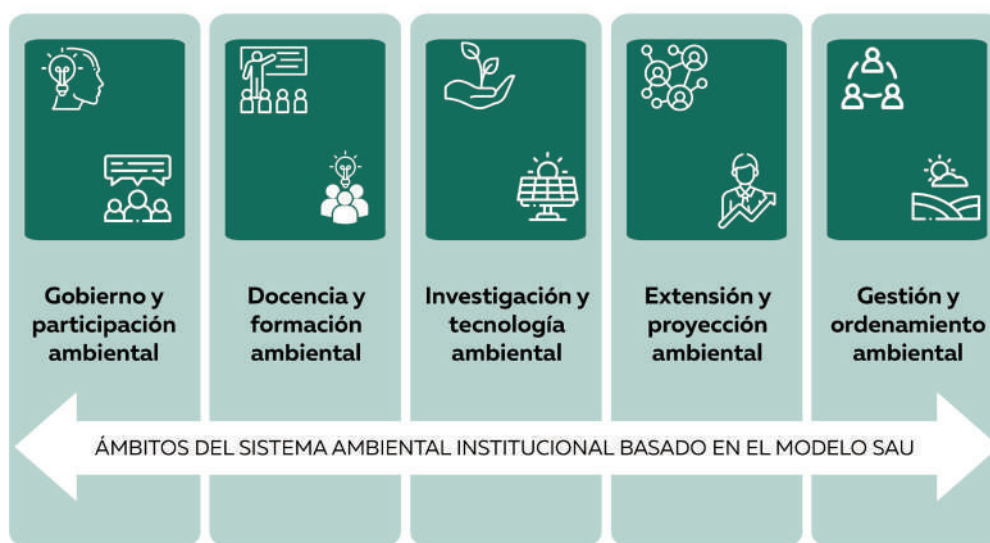 Gobierno y
participación
ambiental
Docencia y
formación
ambiental
Investigación y
tecnología
ambiental
Extensión y
proyección
ambiental
Gestión y
ordenamiento
ambiental
ÁMBITOS DEL SISTEMA AMBIENTAL INSTITUCIONAL BASADO EN EL MODELO SAU